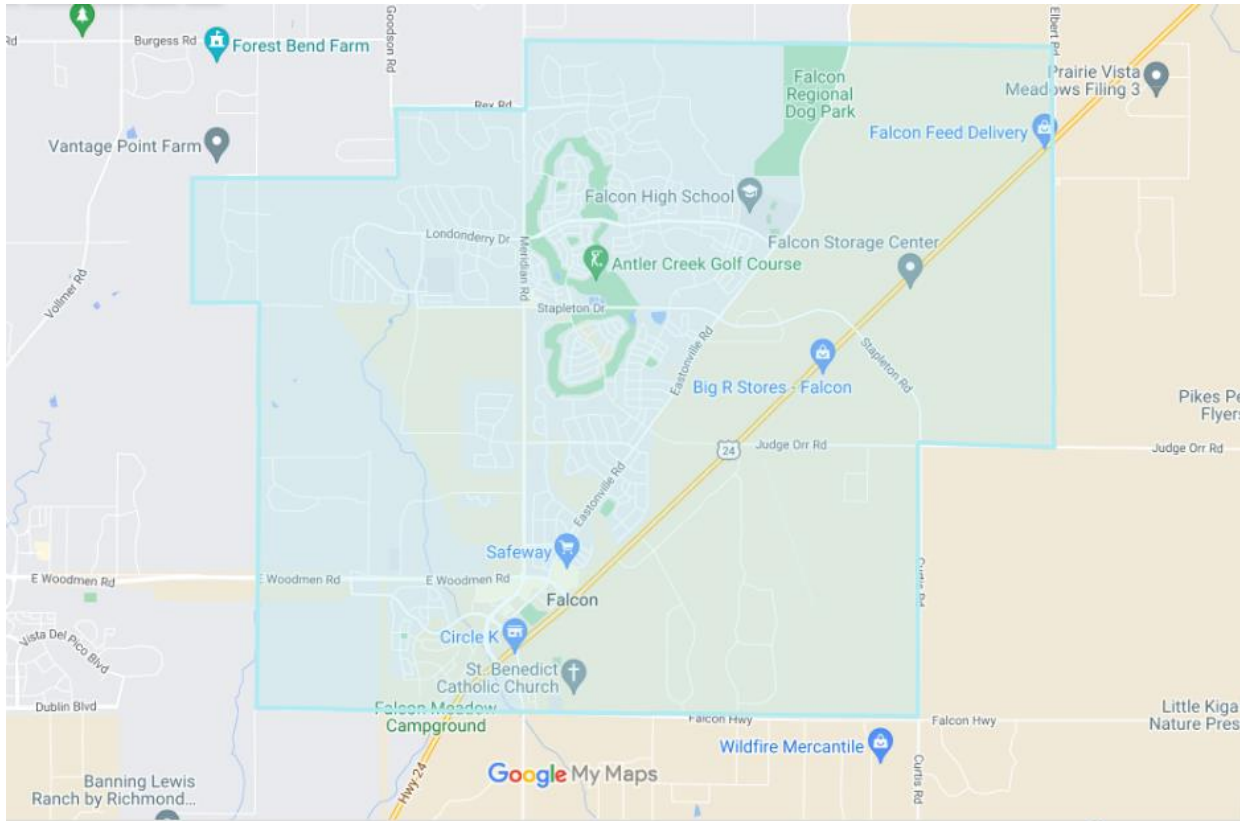 Rd
Burgess Rd
Forest Bend Farm
Goodson Rd
Elbert Rd
Falcon
Regional
Dog Park
Prairie Vista
Meadows Filing 3
Rex Rd
Falcon Feed Delivery
Vantage Point Farm
Falcon High School
Londonderry Dr
Meridian Rd
Falcon Storage Center
Antler Creek Golf Course
Vollmer Rd
Stapleton Dr
Eastonville Rd
Stapleton Rd
Big R Stores - Falcon
Pikes Pe
Flyers
24
Judge Orr Rd
Judge Orr Rd
Eastonville Rd
Safeway
E Woodmen Rd
E Woodmen Rd
E Woodmen Rd
Curtis Rd
Falcon
Vista Del Pico Blvd
Circle K
St. Benedict
Catholic Church
Dublin Blvd
Falcon Meadow
Campground
Falcon Hwy
Falcon Hwy
Little Kiga
Nature Pres
Wildfire Mercantile
Google My Maps
Hwy 24
Curtis Rd
Banning Lewis
Ranch by Richmond...